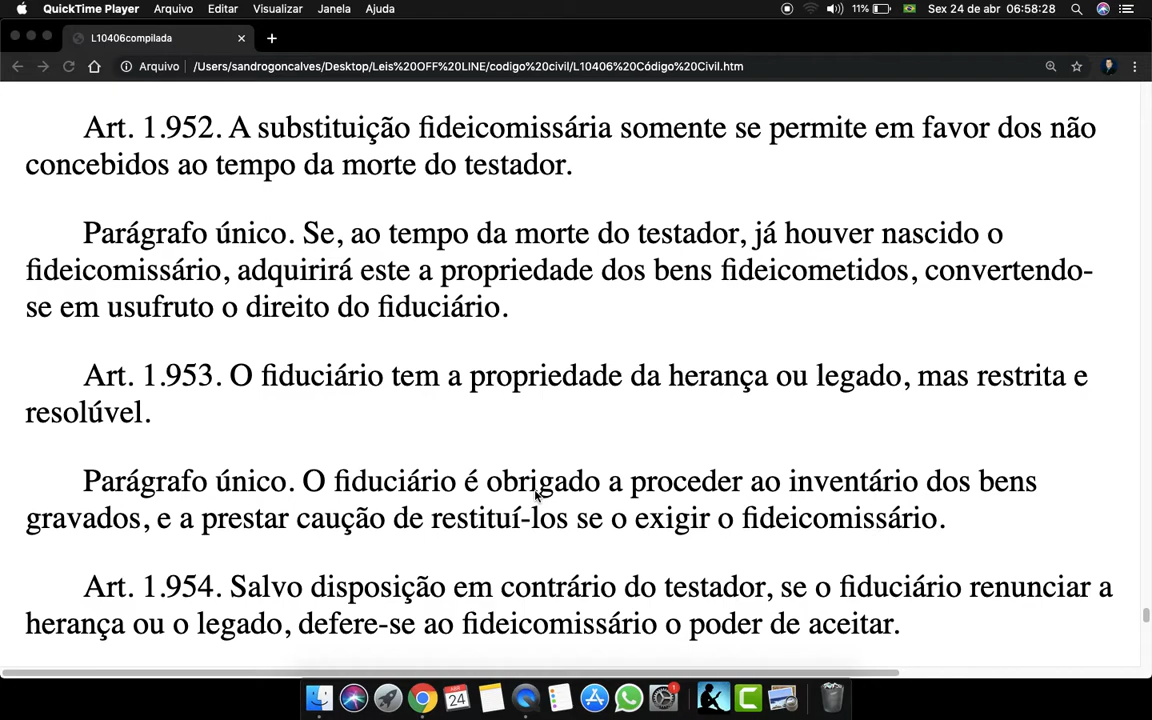 QuickTime Player Arquivo Editar Visualizar Janela Ajuda 11% Sex 24 de abr 06:58:28
L10406compilada
Arquivo /Users/sandrogoncalves/Desktop/Leis%20OFF%20LINE/codigo%20civil/L10406%20Código%20Civil.htm
Art. 1.952. A substituição fideicomissária somente se permite em favor dos não
concebidos ao tempo da morte do testador.
Parágrafo único. Se, ao tempo da morte do testador, já houver nascido o
fideicomissário, adquirirá este a propriedade dos bens fideicometidos, convertendo-
se em usufruto o direito do fiduciário.
Art. 1.953. O fiduciário tem a propriedade da herança ou legado, mas restrita e
resolúvel.
Parágrafo único. O fiduciário é obrigado a proceder ao inventário dos bens
gravados, e a prestar caução de restituí-los se o exigir o fideicomissário.
Art. 1.954. Salvo disposição em contrário do testador, se o fiduciário renunciar a
herança ou o legado, defere-se ao fideicomissário o poder de aceitar.
ABR
24
1